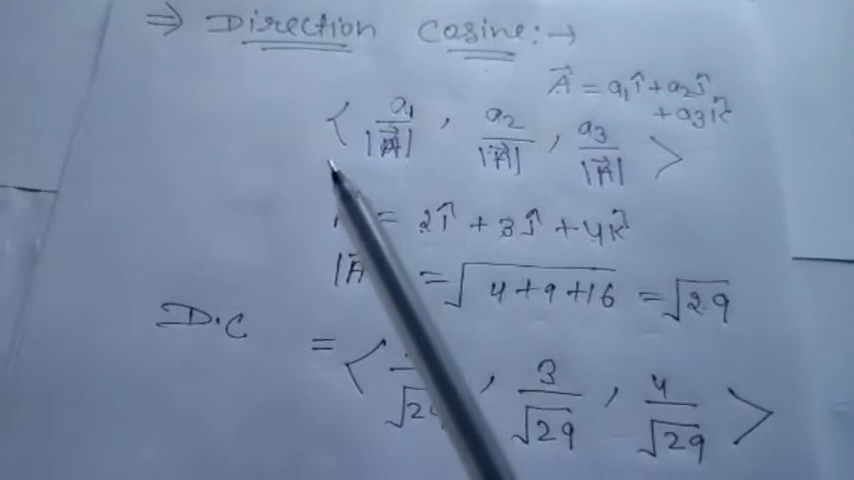 ⇒ Direction Cosine:→
A⃗ = a₁î + a₂ĵ + a₃k̂
< a₁/|A⃗| , a₂/|A⃗| , a₃/|A⃗| >
= 2î + 3ĵ + 4k̂
|A = √(4+9+16) = √29
D.C = < /√29 , 3/√29 , 4/√29 >